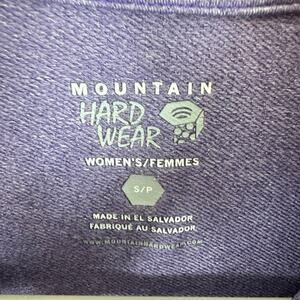 MOUNTAIN
HARD
WEAR
WOMEN'S/FEMMES
S/P
MADE IN EL SALVADOR
FABRIQUÉ AU SALVADOR
WWW.MOUNTAINHARDWEAR.COM